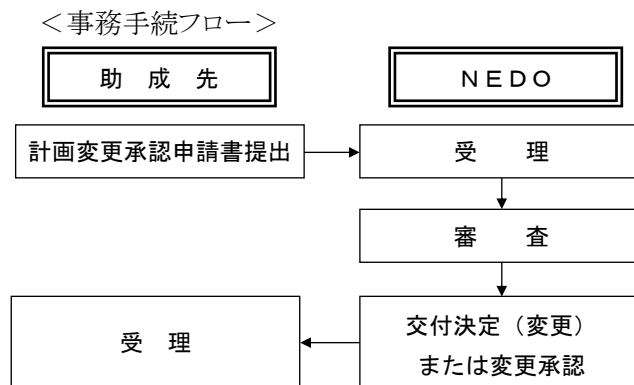 ＜事務手続フロー＞
助　成　先
ＮＥＤＯ
計画変更承認申請書提出
受　　理
審　　査
交付決定（変更）
または変更承認
受　理